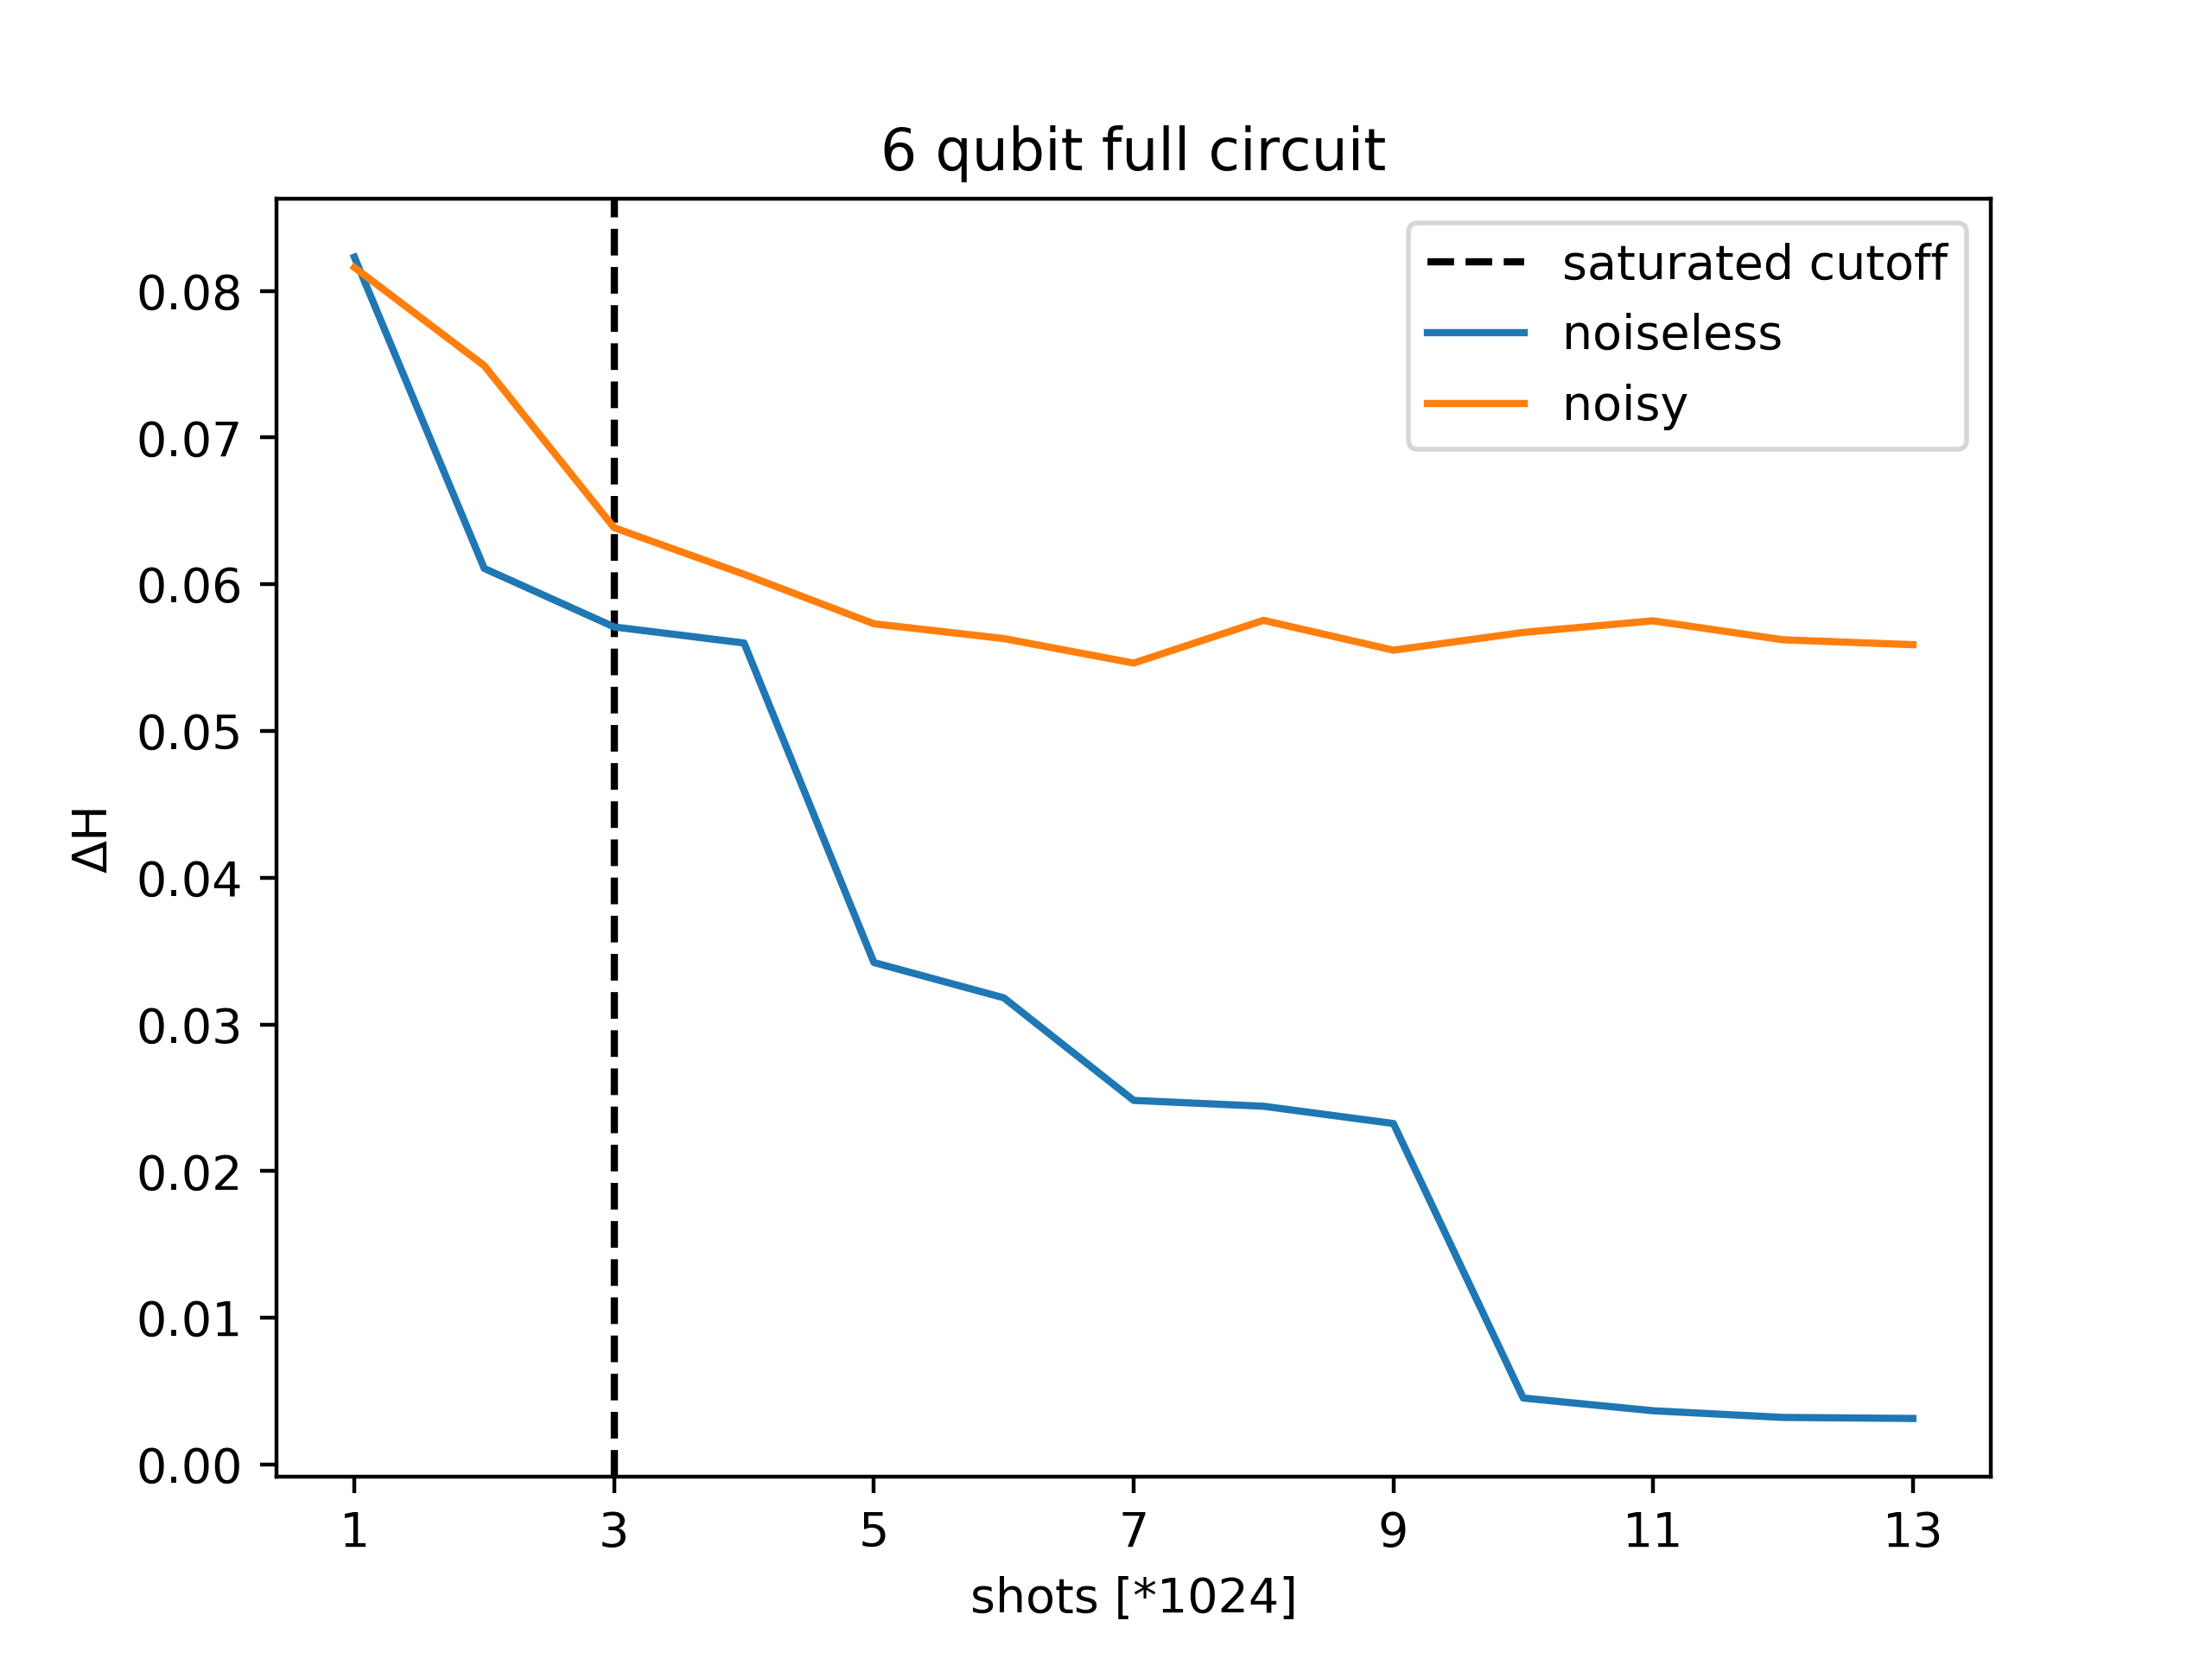 6 qubit full circuit
saturated cutoff
noiseless
noisy
0.08
0.07
0.06
0.05
0.04
0.03
0.02
0.01
0.00
ΔH
1 3 5 7 9 11 13
shots [*1024]